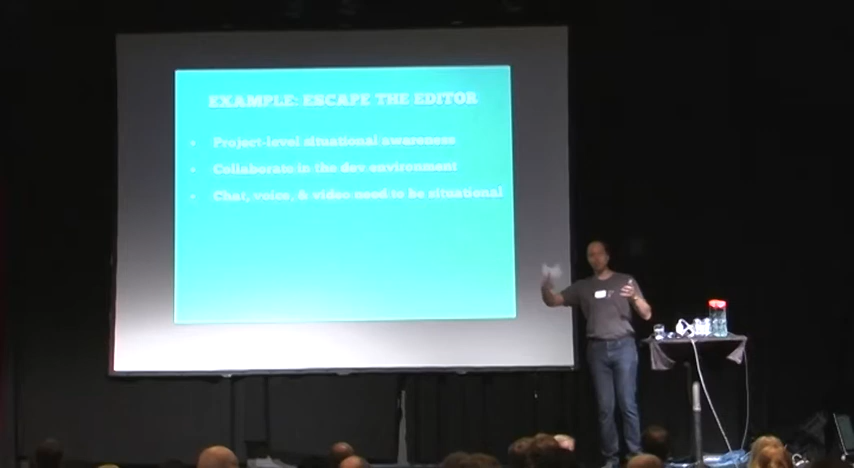 EXAMPLE: ESCAPE THE EDITOR
• Project-level situational awareness
• Collaborate in the dev environment
• Chat, voice, & video need to be situational